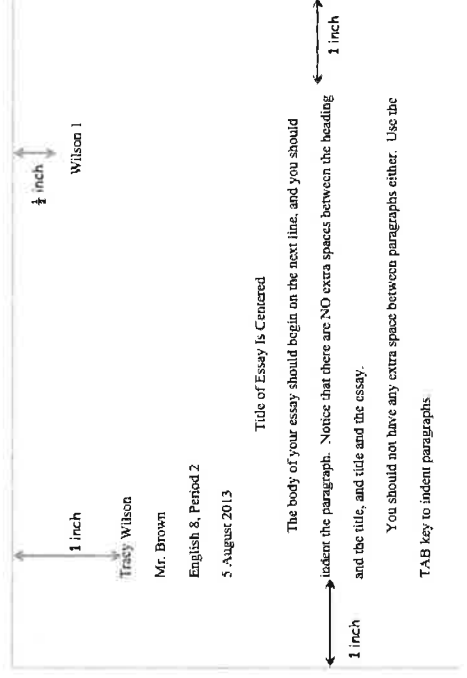 ½ inch
Wilson 1
1 inch
Tracy Wilson
Mr. Brown
English 8, Period 2
5 August 2013
Title of Essay Is Centered
The body of your essay should begin on the next line, and you should
1 inch
1 inch
indent the paragraph. Notice that there are NO extra spaces between the heading
and the title, and title and the essay.
You should not have any extra space between paragraphs either. Use the
TAB key to indent paragraphs.